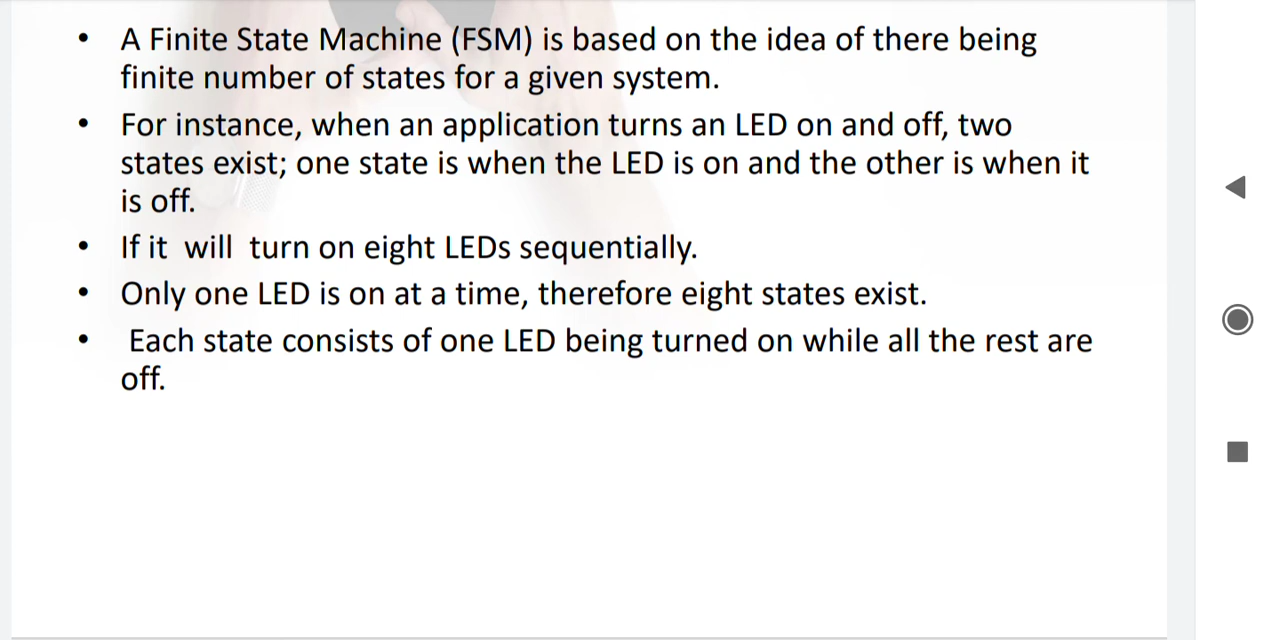 • A Finite State Machine (FSM) is based on the idea of there being
finite number of states for a given system.
• For instance, when an application turns an LED on and off, two
states exist; one state is when the LED is on and the other is when it
is off.
• If it will turn on eight LEDs sequentially.
• Only one LED is on at a time, therefore eight states exist.
• Each state consists of one LED being turned on while all the rest are
off.